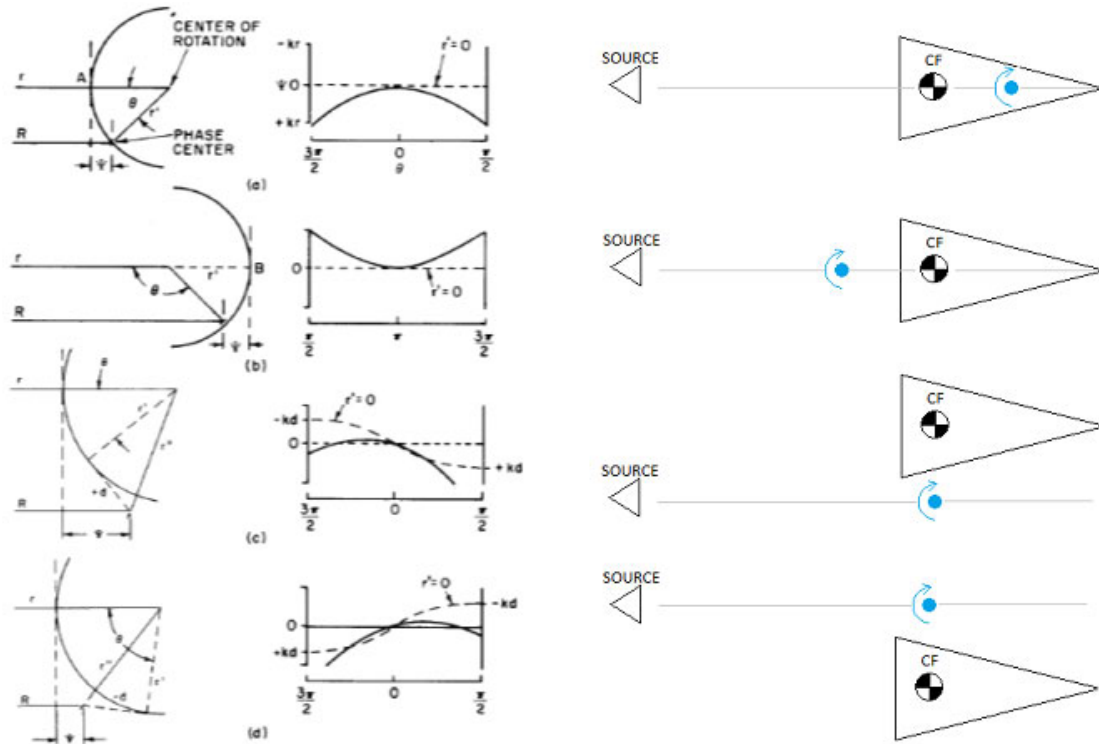 CENTER OF
ROTATION
r
A
θ
r'
R
PHASE
CENTER
ψ
(a)
-kr
r'=0
ψ0
+kr
3π/2
0
π/2
θ
SOURCE
CF
r
r'
B
θ
R
ψ
(b)
0
r'=0
π/2
π
3π/2
SOURCE
CF
θ
r
r'
r"
+d
R
ψ
(c)
r'=0
-kd
0
+kd
3π/2
0
π/2
CF
SOURCE
r
θ
r"
r'
-d
R
ψ
(d)
r'=0
-kd
0
+kd
3π/2
0
π/2
SOURCE
CF